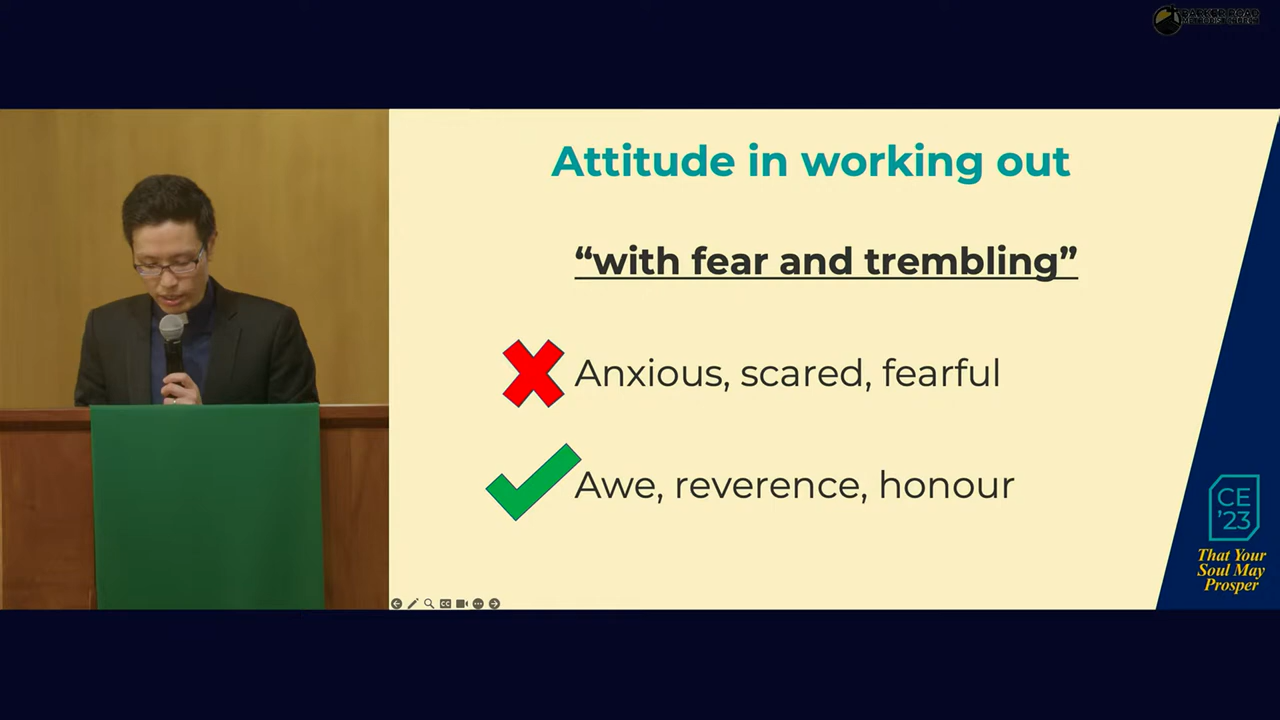 Attitude in working out
“with fear and trembling”
Anxious, scared, fearful
Awe, reverence, honour
CE
’23
That Your
Soul May
Prosper